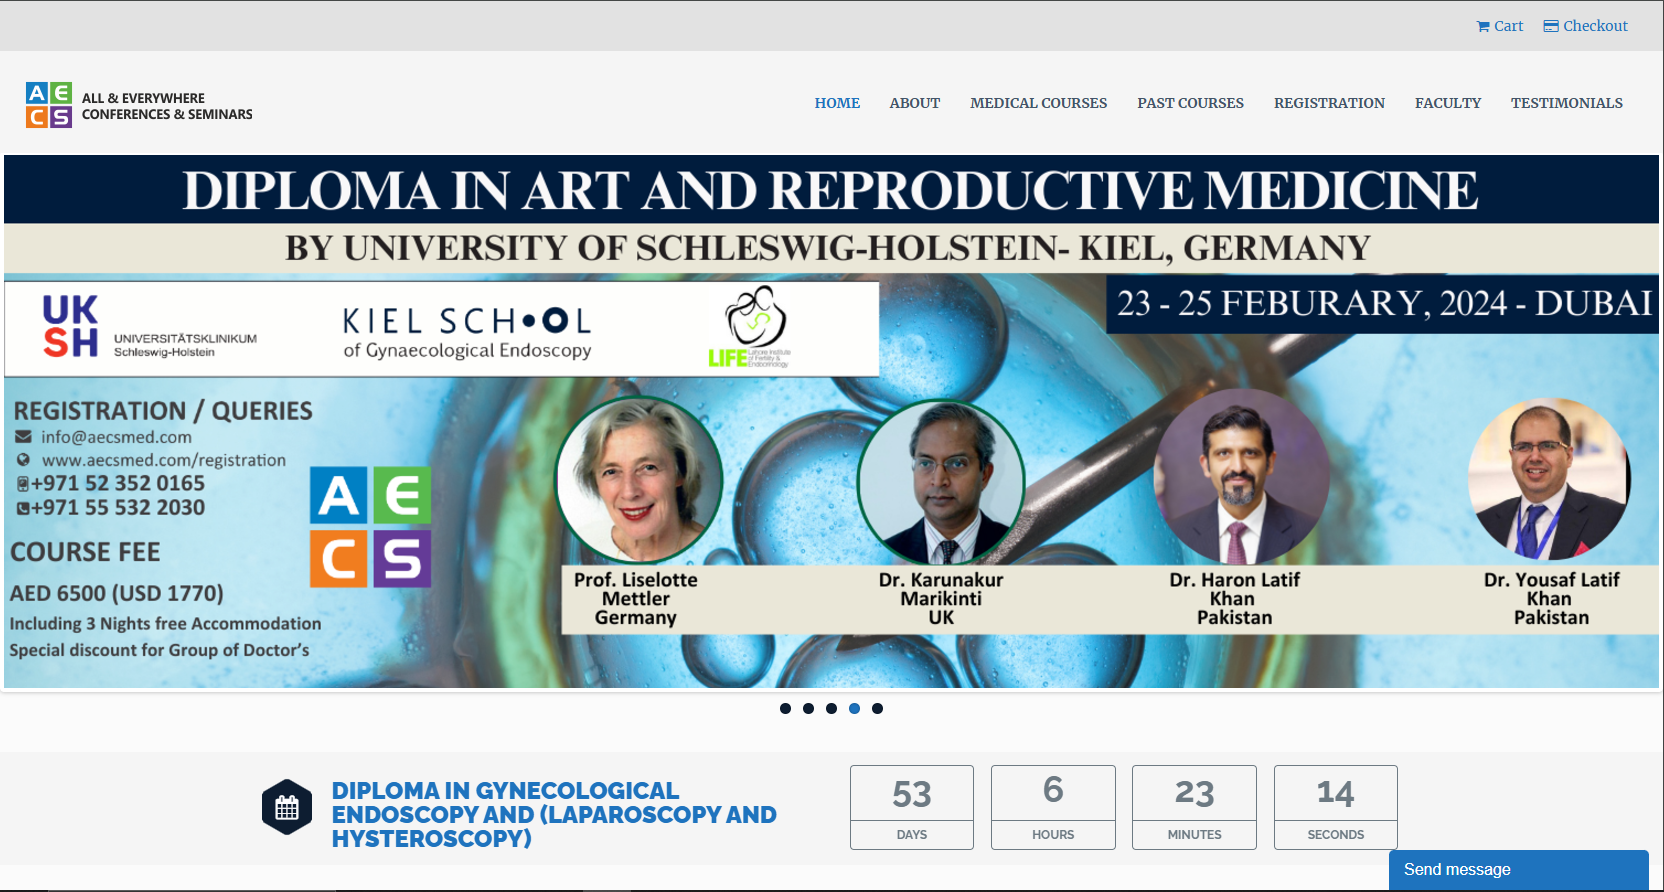 Cart
Checkout
A E
C S
ALL & EVERYWHERE
CONFERENCES & SEMINARS
HOME
ABOUT
MEDICAL COURSES
PAST COURSES
REGISTRATION
FACULTY
TESTIMONIALS
DIPLOMA IN ART AND REPRODUCTIVE MEDICINE
BY UNIVERSITY OF SCHLESWIG-HOLSTEIN- KIEL, GERMANY
23 - 25 FEBURARY, 2024 - DUBAI
UK
SH
UNIVERSITÄTSKLINIKUM
Schleswig-Holstein
KIEL SCHOOL
of Gynaecological Endoscopy
LIFE
Lahore Institute
of Fertility &
Endocrinology
REGISTRATION / QUERIES
info@aecsmed.com
www.aecsmed.com/registration
+971 52 352 0165
+971 55 532 2030
A E
C S
COURSE FEE
AED 6500 (USD 1770)
Including 3 Nights free Accommodation
Special discount for Group of Doctor's
Prof. Liselotte
Mettler
Germany
Dr. Karunakur
Marikinti
UK
Dr. Haron Latif
Khan
Pakistan
Dr. Yousaf Latif
Khan
Pakistan
DIPLOMA IN GYNECOLOGICAL
ENDOSCOPY AND (LAPAROSCOPY AND
HYSTEROSCOPY)
53
DAYS
6
HOURS
23
MINUTES
14
SECONDS
Send message